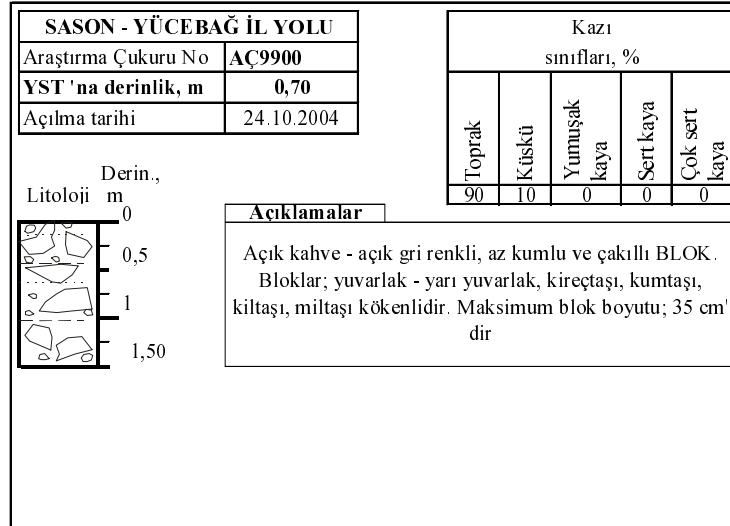 SASON - YÜCEBAĞ İL YOLU
Araştırma Çukuru No AÇ9900
YST 'na derinlik, m 0,70
Açılma tarihi 24.10.2004
Kazı
sınıfları, %
Toprak
Küskü
Yumuşak
kaya
Sert kaya
Çok sert
kaya
90 10 0 0 0
Derin.,
Litoloji m
0
0,5
1
1,50
Açıklamalar
Açık kahve - açık gri renkli, az kumlu ve çakıllı BLOK.
Bloklar; yuvarlak - yarı yuvarlak, kireçtaşı, kumtaşı,
kiltaşı, miltaşı kökenlidir. Maksimum blok boyutu; 35 cm'
dir